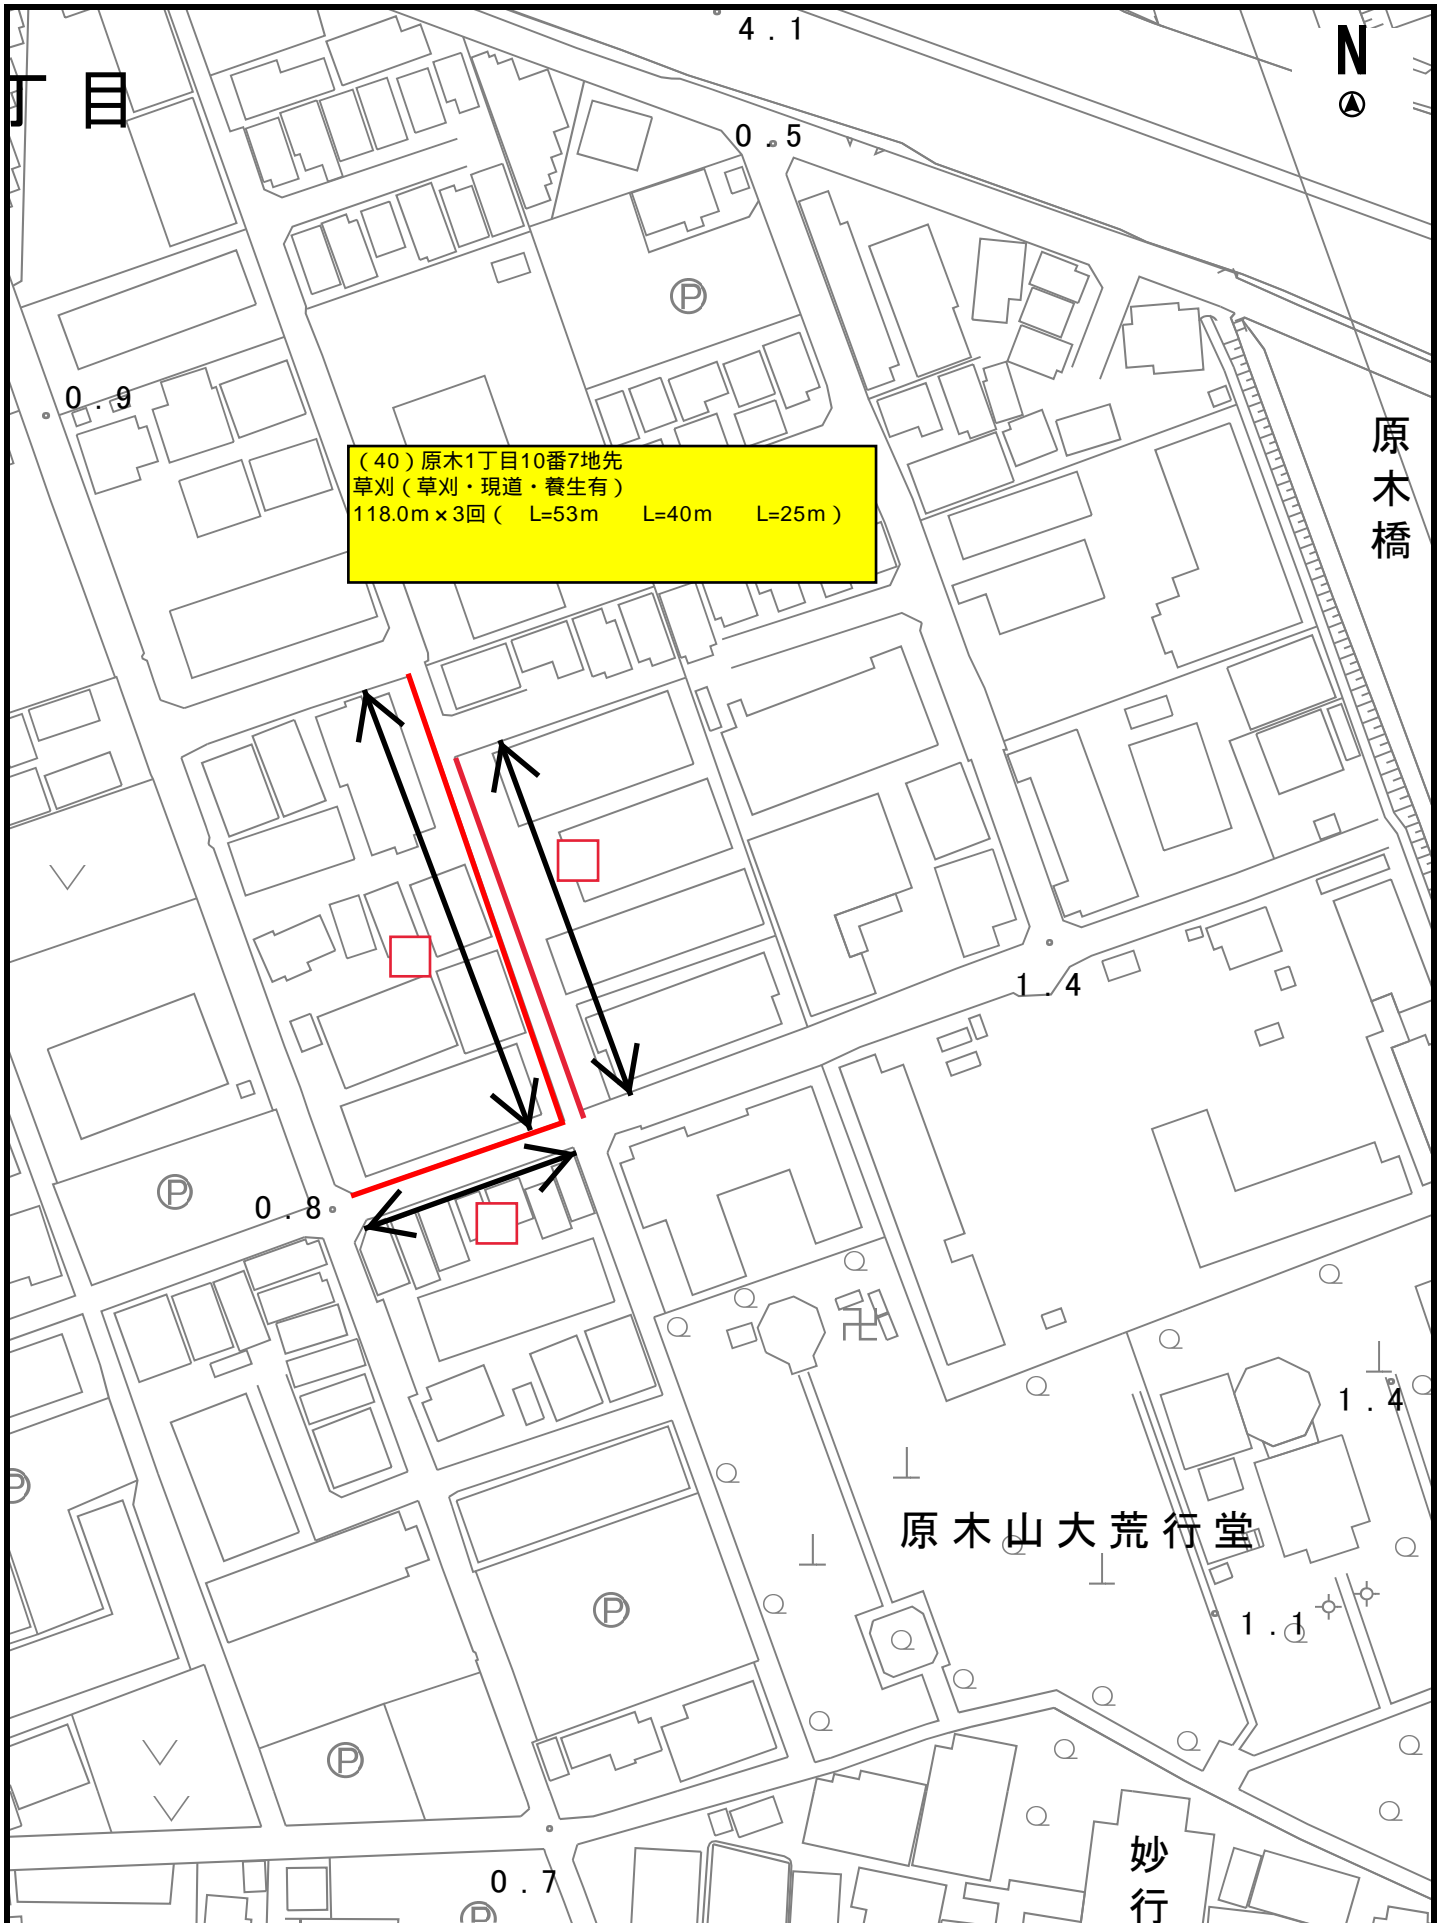 4.1
N
丁目
0.5
0.9
P
原木橋
(40)原木1丁目10番7地先
草刈(草刈・現道・養生有)
118.0m×3回( L=53m L=40m L=25m)
1.4
P
0.8
卍
1.4
P
原木山大荒行堂
P
1.1
P
妙行
0.7
P